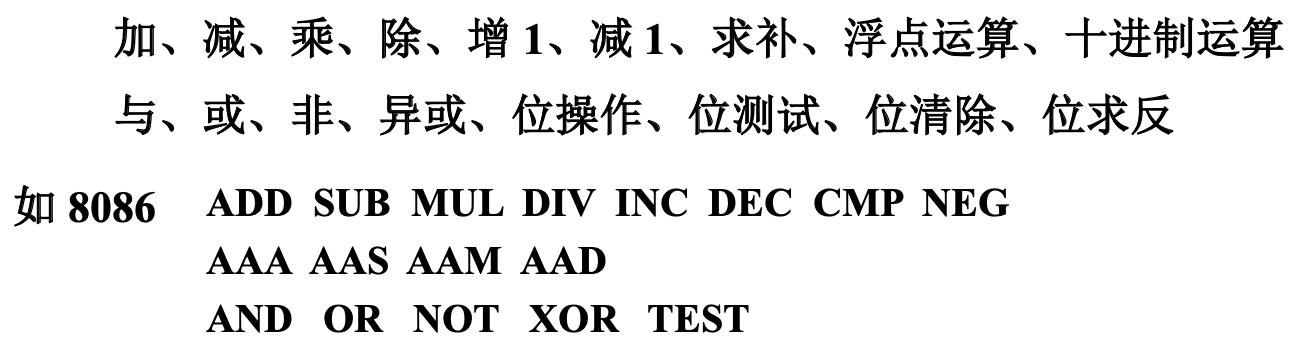 加、减、乘、除、增 1、减 1、求补、浮点运算、十进制运算
与、或、非、异或、位操作、位测试、位清除、位求反
如 8086 ADD SUB MUL DIV INC DEC CMP NEG
AAA AAS AAM AAD
AND OR NOT XOR TEST